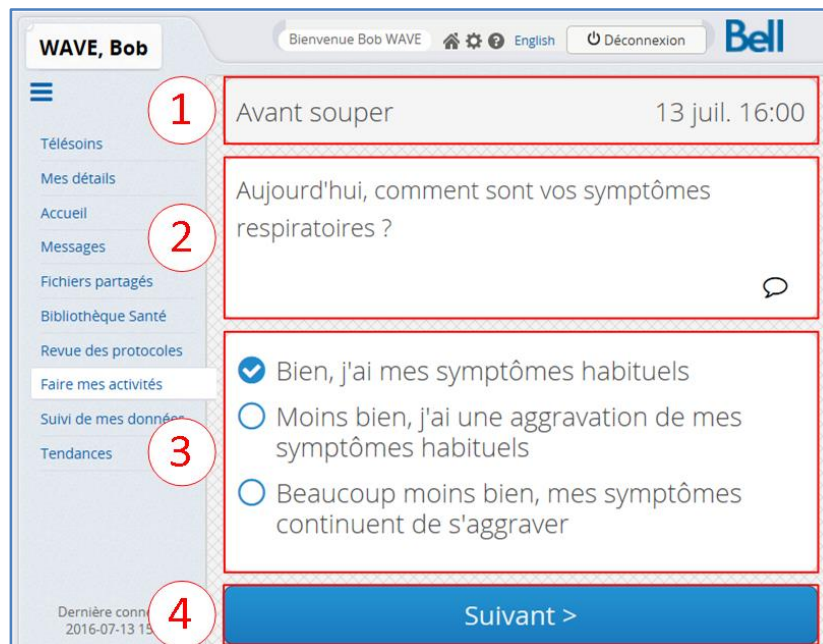 WAVE, Bob
Bienvenue Bob WAVE
English
Déconnexion
Bell
1
Avant souper
13 juil. 16:00
Télésoins
Mes détails
Accueil
Messages
Fichiers partagés
Bibliothèque Santé
Revue des protocoles
Faire mes activités
Suivi de mes données
Tendances
2
Aujourd'hui, comment sont vos symptômes
respiratoires ?
3
Bien, j'ai mes symptômes habituels
Moins bien, j'ai une aggravation de mes
symptômes habituels
Beaucoup moins bien, mes symptômes
continuent de s'aggraver
Dernière
2016-07-13
4
Suivant >